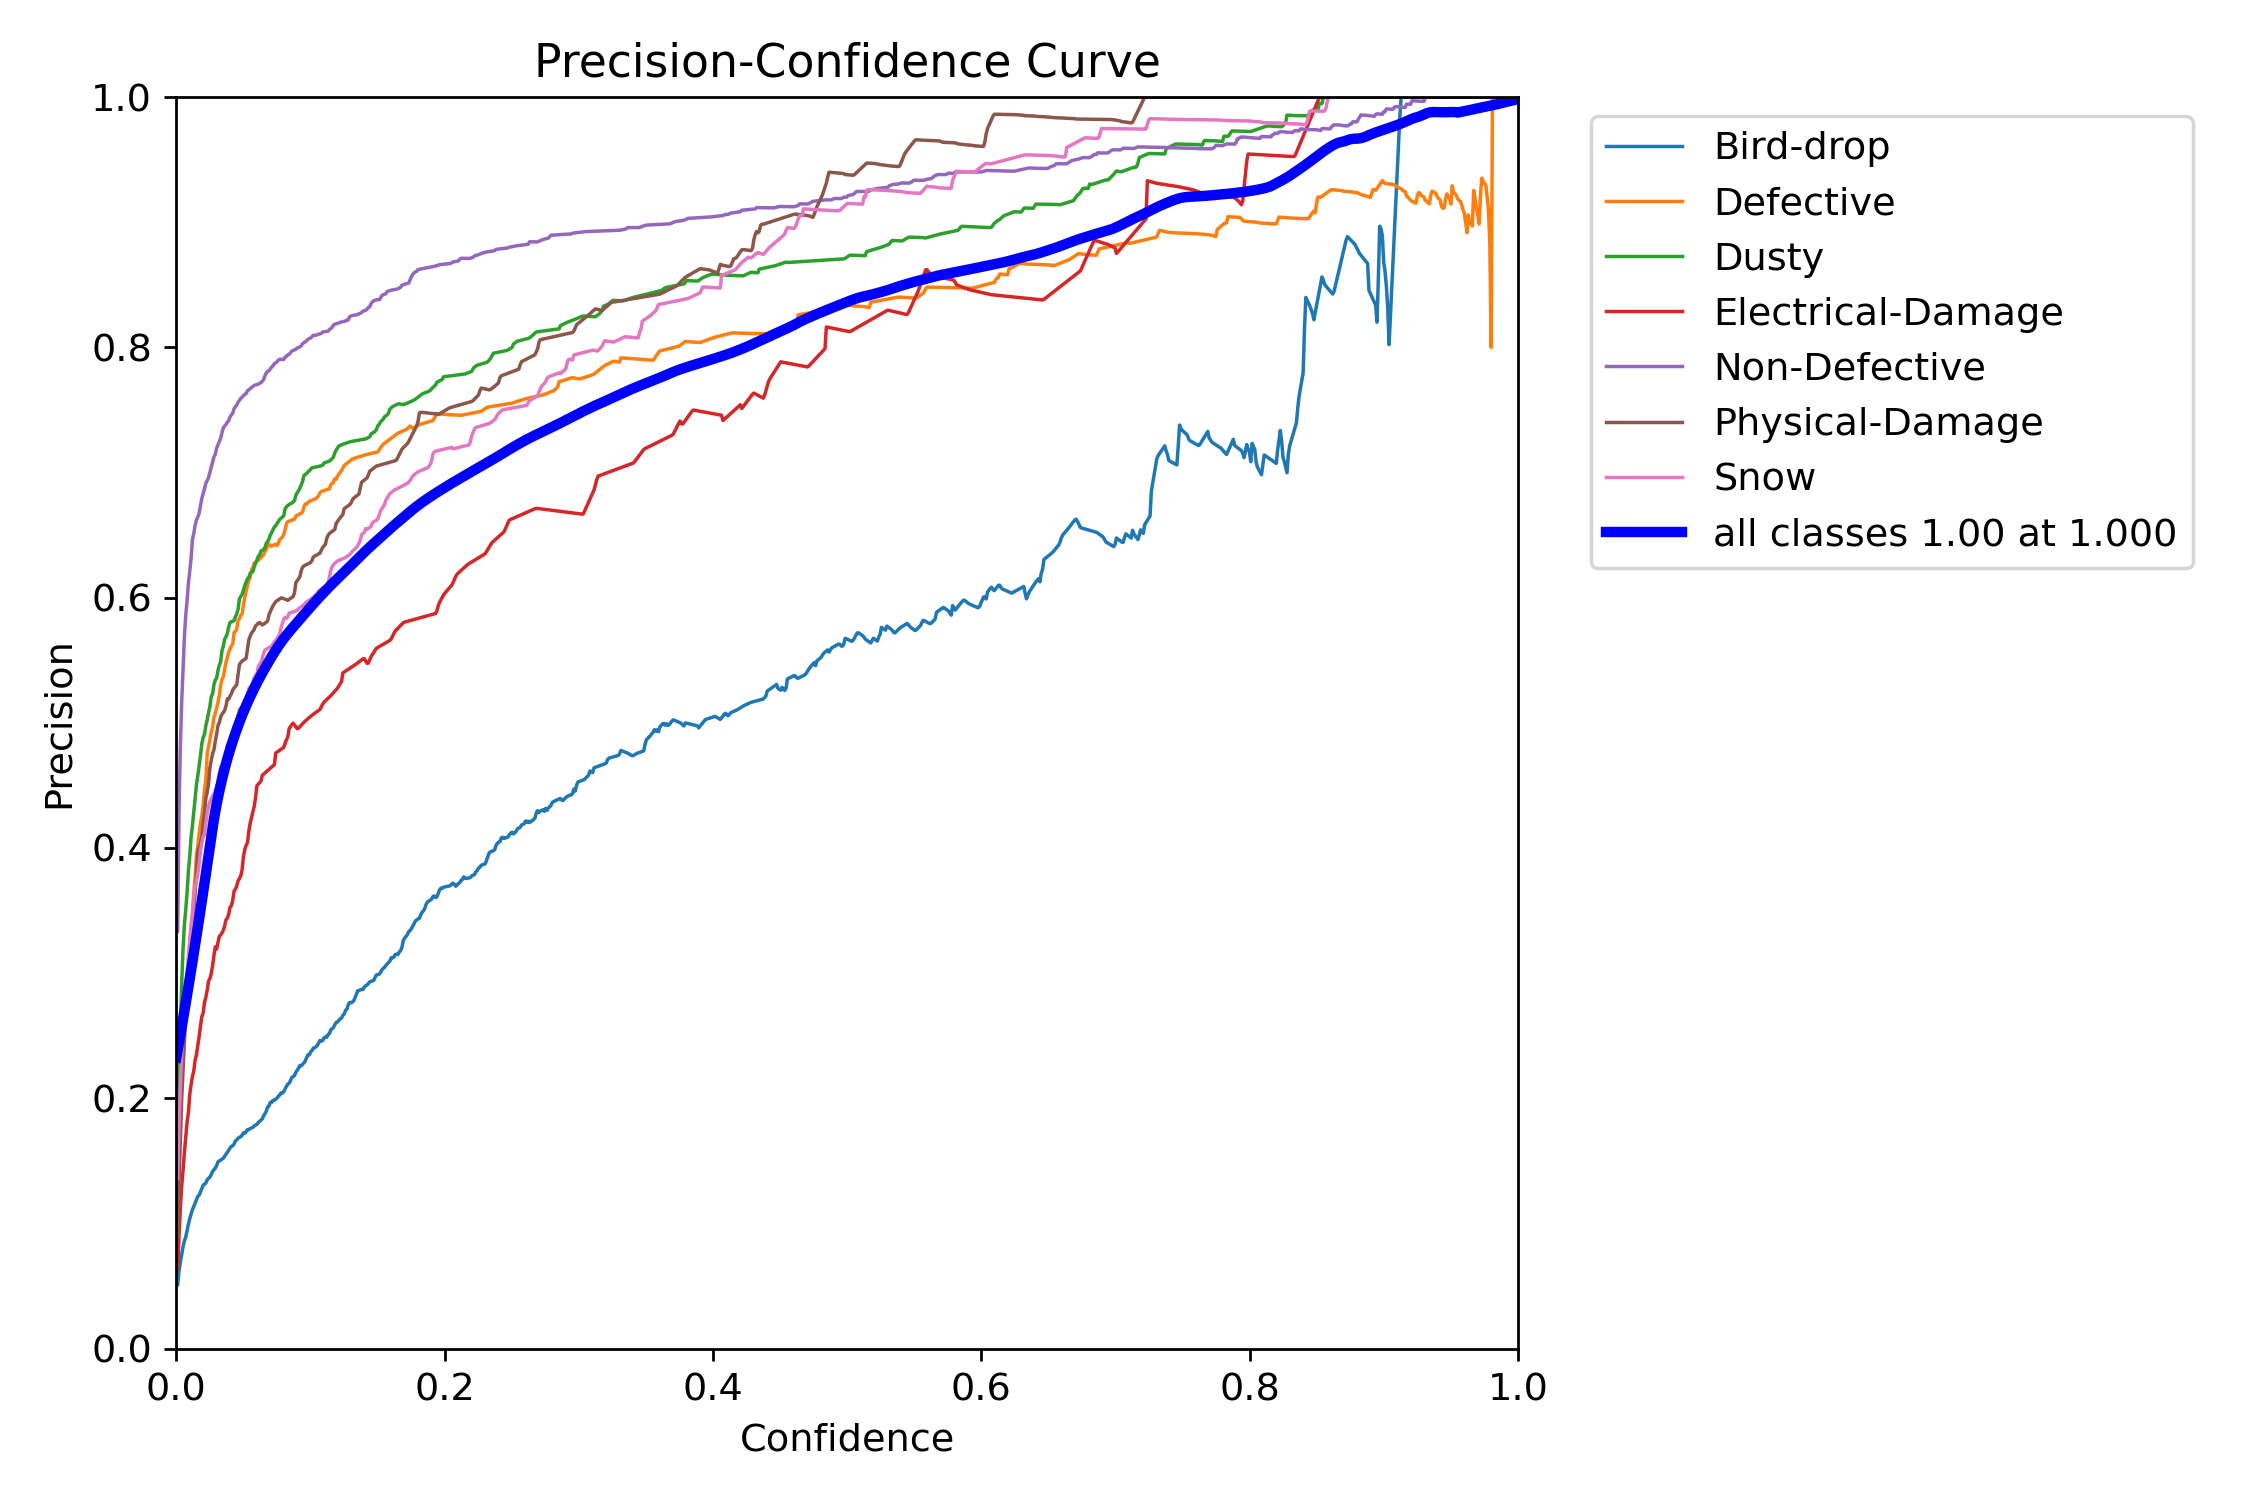 Precision-Confidence Curve
1.0
0.8
0.6
0.4
0.2
0.0
Precision
0.0 0.2 0.4 0.6 0.8 1.0
Confidence
Bird-drop
Defective
Dusty
Electrical-Damage
Non-Defective
Physical-Damage
Snow
all classes 1.00 at 1.000